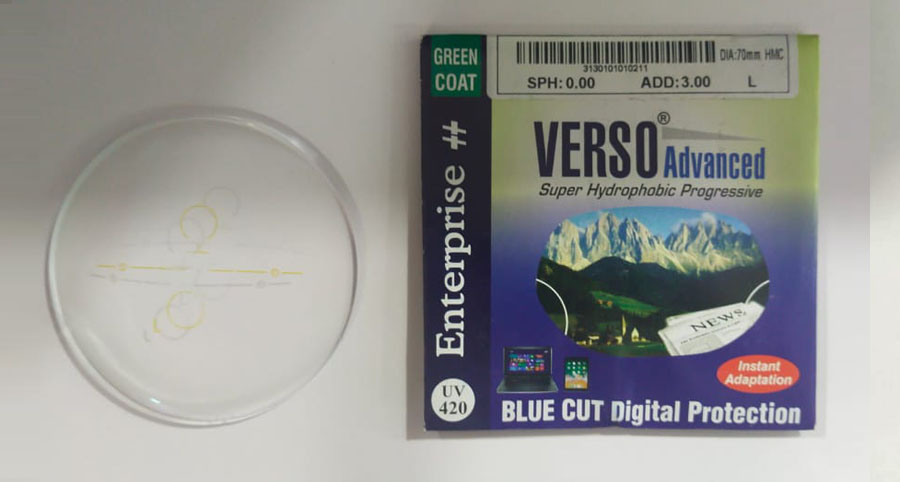 GREEN
COAT
3130101010211
DIA:70mm HMC
SPH: 0.00 ADD: 3.00 L
VERSO® Advanced
Super Hydrophobic Progressive
Enterprise #
NEWS
Instant
Adaptation
UV
420
BLUE CUT Digital Protection